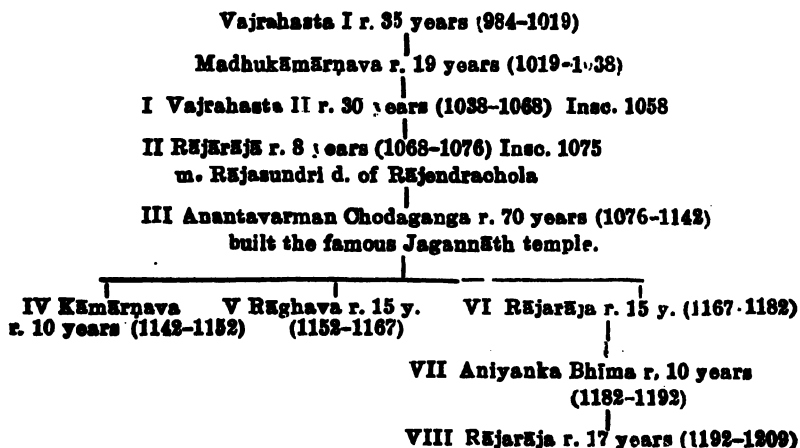 Vajrahasta I r. 35 years (984-1019)
Madhukāmārṇava r. 19 years (1019-1038)
I Vajrahasta II r. 30 years (1038-1068) Insc. 1058
II Rājārājā r. 8 years (1068-1076) Insc. 1075
m. Rājasundri d. of Rājendrachola
III Anantavarman Chodaganga r. 70 years (1076-1142)
built the famous Jagannāth temple.
IV Kāmārṇava V Rāghava r. 15 y. VI Rājarāja r. 15 y. (1167-1182)
r. 10 years (1142-1152) (1152-1167)
VII Aniyanka Bhīma r. 10 years
(1182-1192)
VIII Rājarāja r. 17 years (1192-1209)